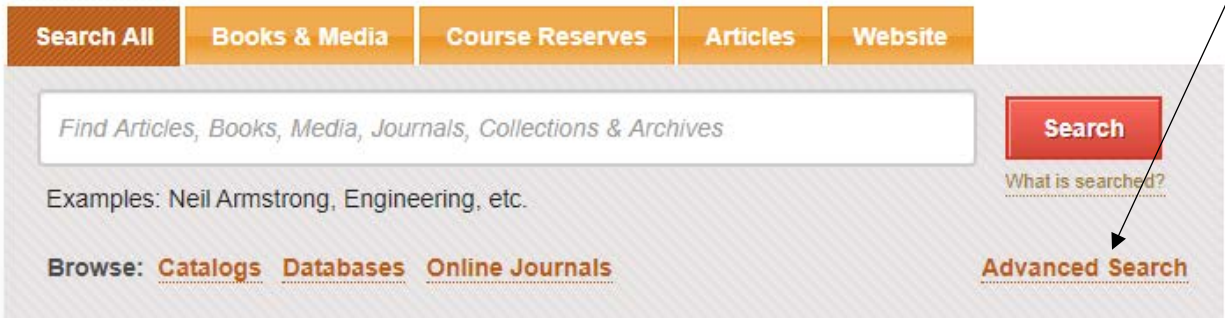 Search All Books & Media Course Reserves Articles Website
Find Articles, Books, Media, Journals, Collections & Archives
Search
What is searched?
Examples: Neil Armstrong, Engineering, etc.
Browse: Catalogs Databases Online Journals
Advanced Search